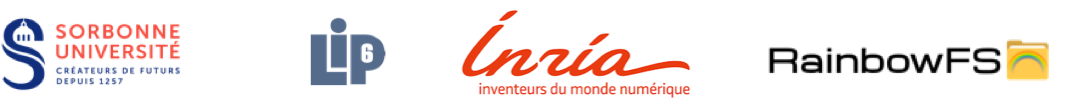 SORBONNE
UNIVERSITÉ
CRÉATEURS DE FUTURS
DEPUIS 1257
LIP6
Inria
inventeurs du monde numérique
RainbowFS